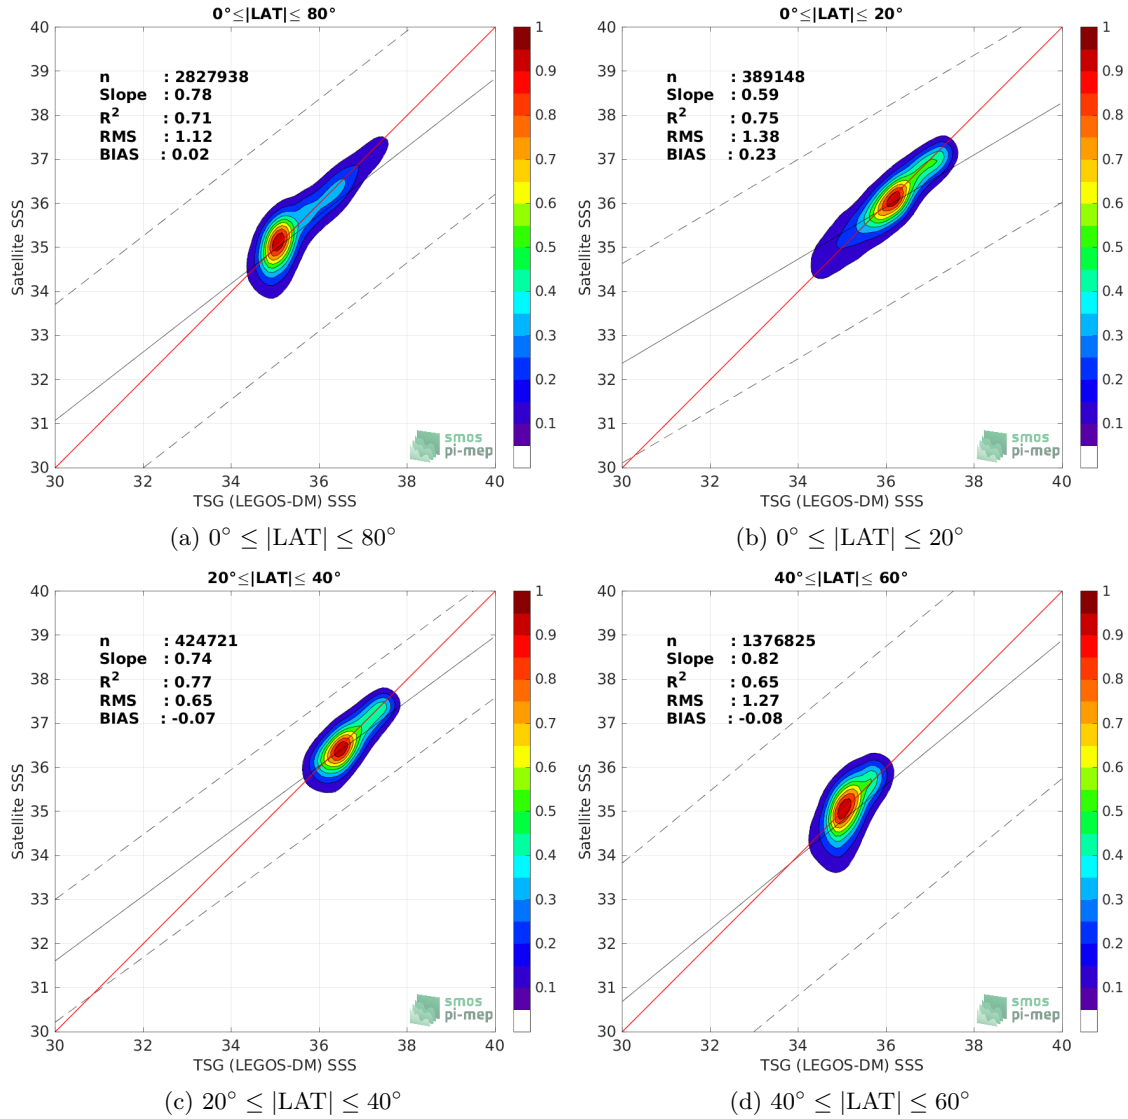 0°≤|LAT|≤ 80°
n : 2827938
Slope : 0.78
R² : 0.71
RMS : 1.12
BIAS : 0.02
Satellite SSS
40
39
38
37
36
35
34
33
32
31
30
30 32 34 36 38 40
TSG (LEGOS-DM) SSS
smos
pi-mep
1
0.9
0.8
0.7
0.6
0.5
0.4
0.3
0.2
0.1
(a) 0° ≤ |LAT| ≤ 80°
0°≤|LAT|≤ 20°
n : 389148
Slope : 0.59
R² : 0.75
RMS : 1.38
BIAS : 0.23
Satellite SSS
40
39
38
37
36
35
34
33
32
31
30
30 32 34 36 38 40
TSG (LEGOS-DM) SSS
smos
pi-mep
1
0.9
0.8
0.7
0.6
0.5
0.4
0.3
0.2
0.1
(b) 0° ≤ |LAT| ≤ 20°
20°≤|LAT|≤ 40°
n : 424721
Slope : 0.74
R² : 0.77
RMS : 0.65
BIAS : -0.07
Satellite SSS
40
39
38
37
36
35
34
33
32
31
30
30 32 34 36 38 40
TSG (LEGOS-DM) SSS
smos
pi-mep
1
0.9
0.8
0.7
0.6
0.5
0.4
0.3
0.2
0.1
(c) 20° ≤ |LAT| ≤ 40°
40°≤|LAT|≤ 60°
n : 1376825
Slope : 0.82
R² : 0.65
RMS : 1.27
BIAS : -0.08
Satellite SSS
40
39
38
37
36
35
34
33
32
31
30
30 32 34 36 38 40
TSG (LEGOS-DM) SSS
smos
pi-mep
1
0.9
0.8
0.7
0.6
0.5
0.4
0.3
0.2
0.1
(d) 40° ≤ |LAT| ≤ 60°